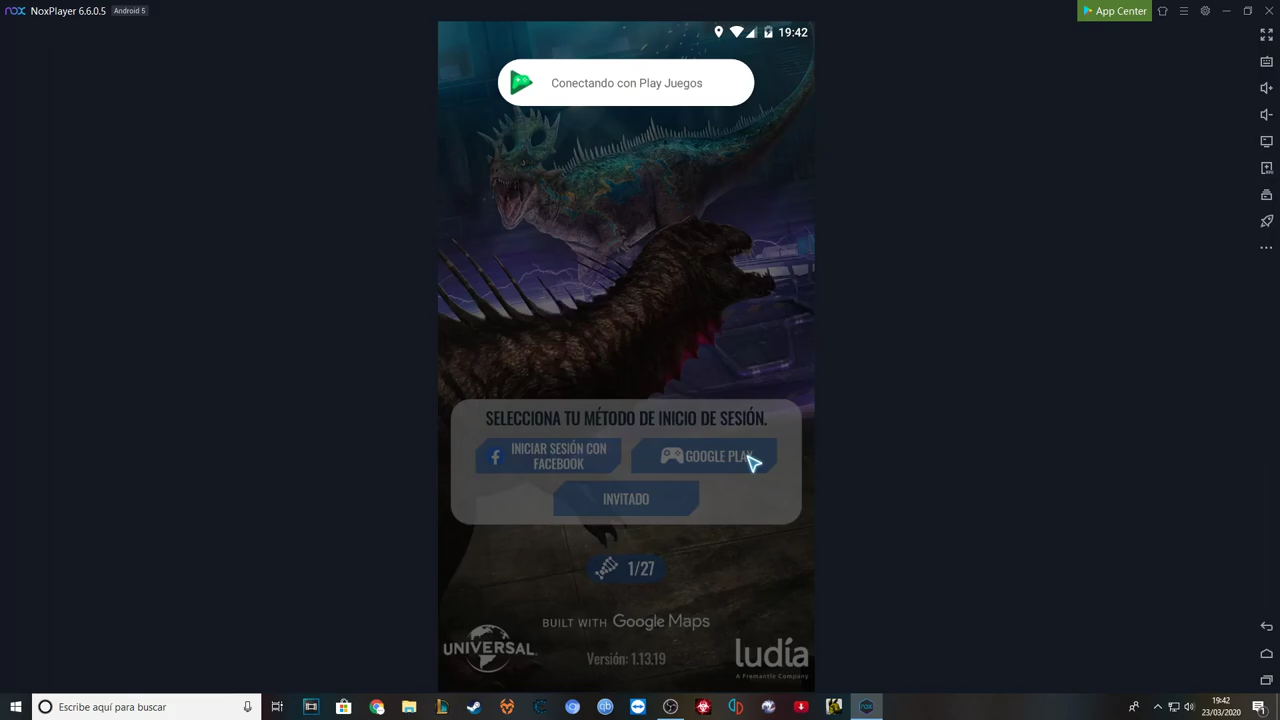 NoxPlayer 6.6.0.5 Android 5
App Center
19:42
Conectando con Play Juegos
SELECCIONA TU MÉTODO DE INICIO DE SESIÓN.
INICIAR SESIÓN CON
FACEBOOK
GOOGLE PLAY
INVITADO
1/27
BUILT WITH Google Maps
UNIVERSAL
Versión: 1.13.19
ludia
A Fremantle Company
Escribe aquí para buscar
nox
19:42
23/03/2020